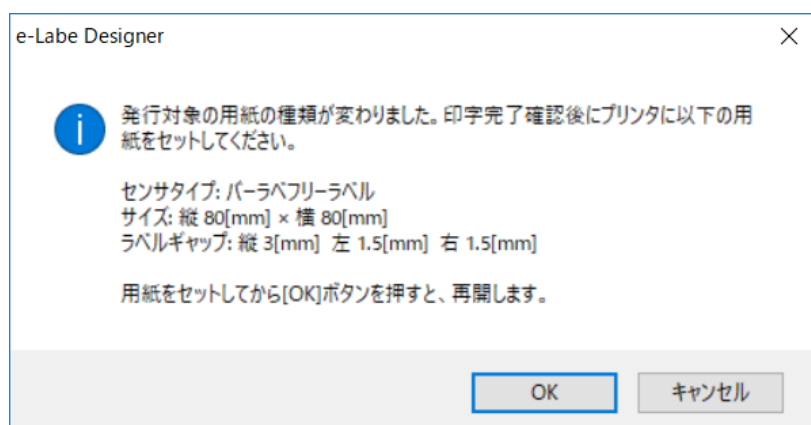 e-Labe Designer
発行対象の用紙の種類が変わりました。印字完了確認後にプリンタに以下の用
紙をセットしてください。
センサタイプ: バーラベフリーラベル
サイズ: 縦 80[mm] × 横 80[mm]
ラベルギャップ: 縦 3[mm] 左 1.5[mm] 右 1.5[mm]
用紙をセットしてから[OK]ボタンを押すと、再開します。
OK
キャンセル